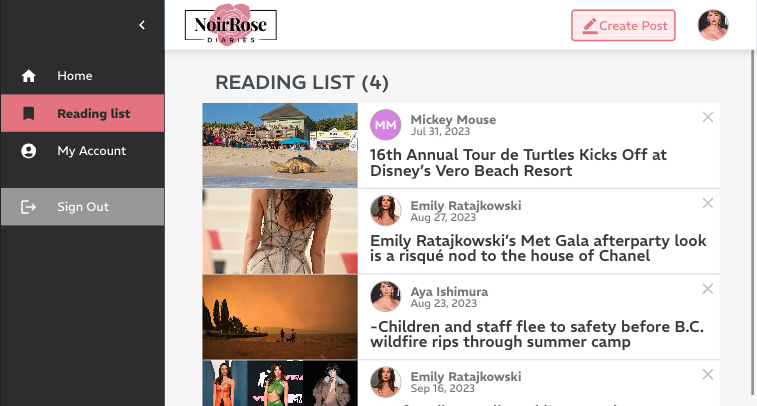 NoirRose
DIARIES
Create Post
Home
Reading list
My Account
Sign Out
READING LIST (4)
MM
Mickey Mouse
Jul 31, 2023
16th Annual Tour de Turtles Kicks Off at
Disney’s Vero Beach Resort
Emily Ratajkowski
Aug 27, 2023
Emily Ratajkowski’s Met Gala afterparty look
is a risqué nod to the house of Chanel
Aya Ishimura
Aug 23, 2023
-Children and staff flee to safety before B.C.
wildfire rips through summer camp
Emily Ratajkowski
Sep 16, 2023